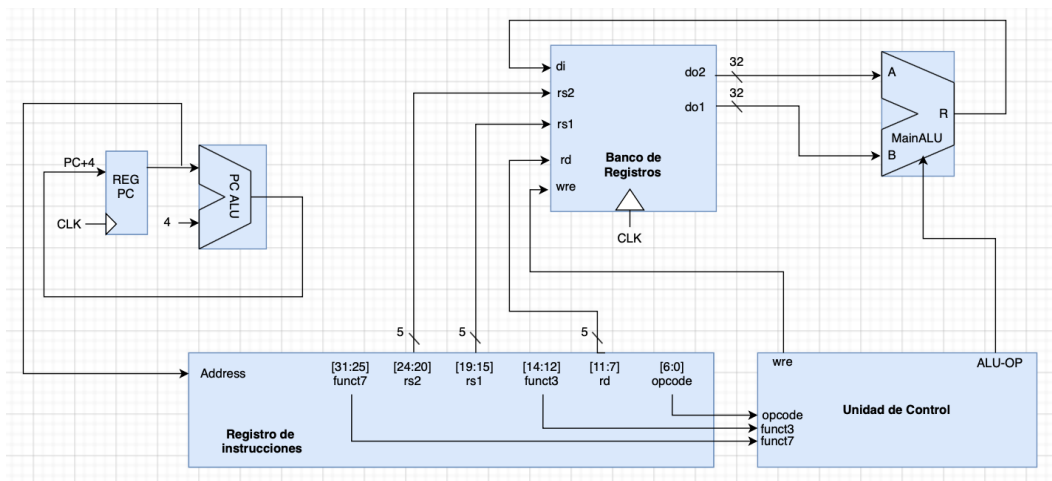 PC+4
REG
PC
CLK
4
PC ALU
di
rs2
rs1
rd
wre
do2
do1
Banco de
Registros
CLK
32
32
A
B
R
MainALU
5
5
5
Address
[31:25]
funct7
[24:20]
rs2
[19:15]
rs1
[14:12]
funct3
[11:7]
rd
[6:0]
opcode
Registro de
instrucciones
wre
ALU-OP
opcode
funct3
funct7
Unidad de Control